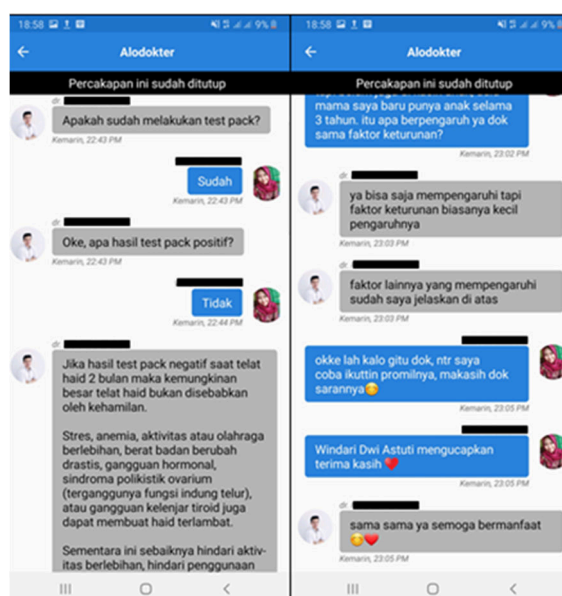 18:58
9%
Alodokter
Percakapan ini sudah ditutup
dr.
Apakah sudah melakukan test pack?
Kemarin, 22:43 PM
Sudah
Kemarin, 22:43 PM
dr.
Oke, apa hasil test pack positif?
Kemarin, 22:43 PM
Tidak
Kemarin, 22:44 PM
dr.
Jika hasil test pack negatif saat telat
haid 2 bulan maka kemungkinan
besar telat haid bukan disebabkan
oleh kehamilan.
Stres, anemia, aktivitas atau olahraga
berlebihan, berat badan berubah
drastis, gangguan hormonal,
sindroma polikistik ovarium
(terganggunya fungsi indung telur),
atau gangguan kelenjar tiroid juga
dapat membuat haid terlambat.
Sementara ini sebaiknya hindari aktiv-
itas berlebihan, hindari penggunaan
18:58
9%
Alodokter
Percakapan ini sudah ditutup
mama saya baru punya anak selama
3 tahun. itu apa berpengaruh ya dok
sama faktor keturunan?
Kemarin, 23:02 PM
dr.
ya bisa saja mempengaruhi tapi
faktor keturunan biasanya kecil
pengaruhnya
Kemarin, 23:03 PM
dr.
faktor lainnya yang mempengaruhi
sudah saya jelaskan di atas
Kemarin, 23:03 PM
okke lah kalo gitu dok, ntr saya
coba ikuttin promilnya, makasih dok
sarannya😊
Kemarin, 23:05 PM
Windari Dwi Astuti mengucapkan
terima kasih ❤️
Kemarin, 23:05 PM
dr.
sama sama ya semoga bermanfaat
😊❤️
Kemarin, 23:05 PM